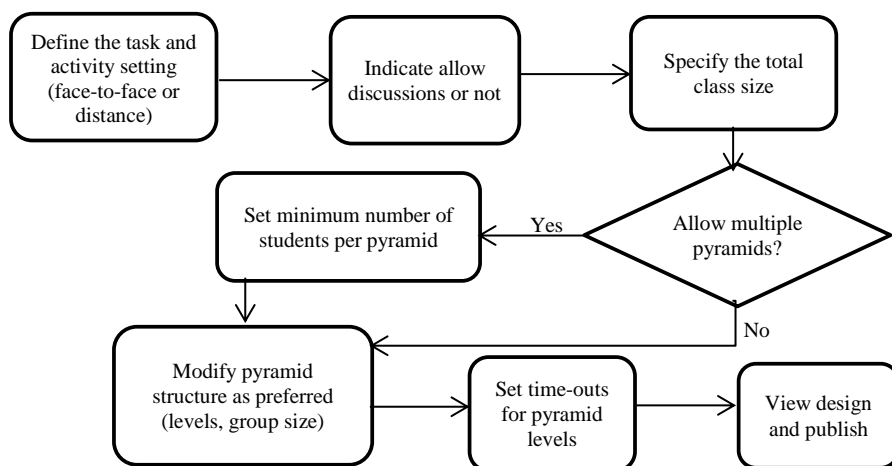 Define the task and
activity setting
(face-to-face or
distance)
Indicate allow
discussions or not
Specify the total
class size
Allow multiple
pyramids?
Yes
Set minimum number of
students per pyramid
No
Modify pyramid
structure as preferred
(levels, group size)
Set time-outs
for pyramid
levels
View design
and publish